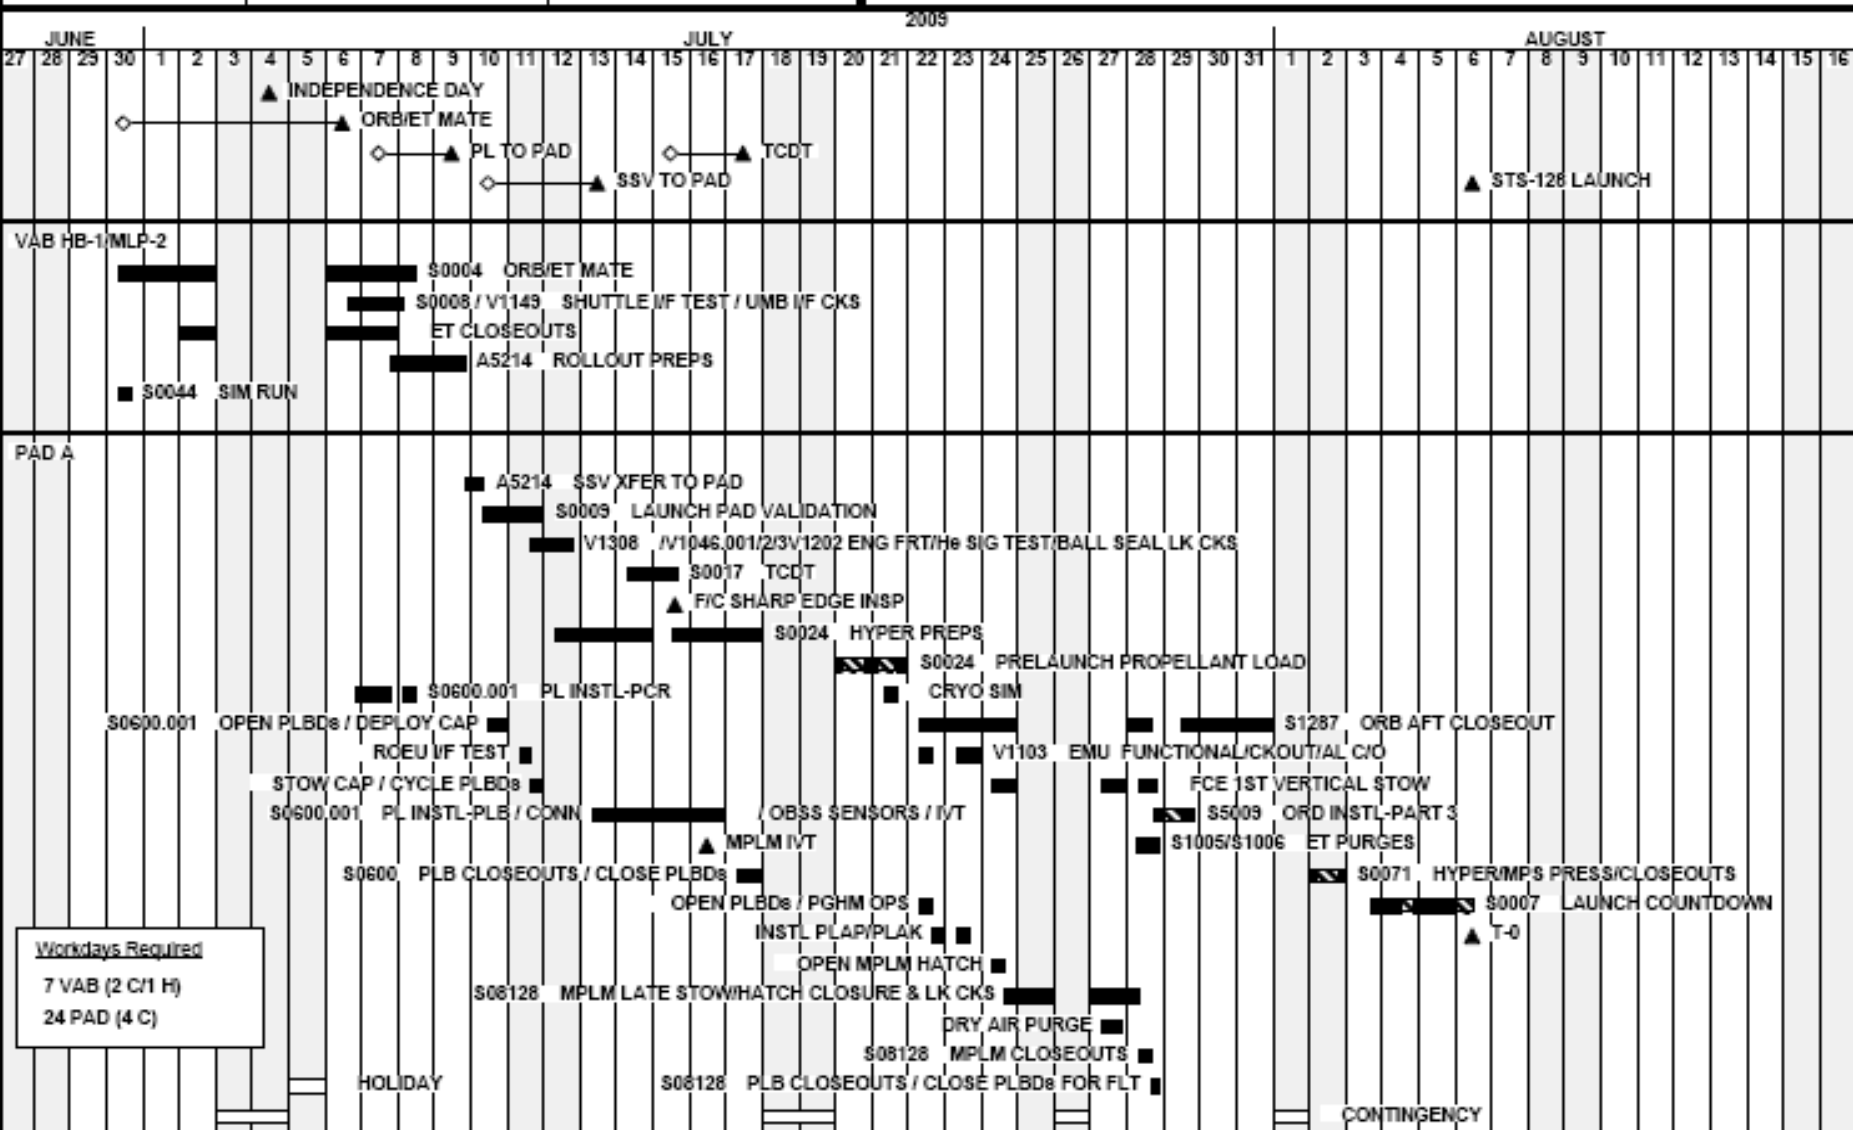 2009
JUNE JULY AUGUST
27 28 29 30 1 2 3 4 5 6 7 8 9 10 11 12 13 14 15 16 17 18 19 20 21 22 23 24 25 26 27 28 29 30 31 1 2 3 4 5 6 7 8 9 10 11 12 13 14 15 16
INDEPENDENCE DAY
ORB/ET MATE
PL TO PAD TCDT
SSV TO PAD STS-128 LAUNCH
VAB HB-1/MLP-2
S0004 ORB/ET MATE
S0008 / V1149 SHUTTLE I/F TEST / UMB I/F CKS
ET CLOSEOUTS
A5214 ROLLOUT PREPS
S0044 SIM RUN
PAD A
A5214 SSV XFER TO PAD
S0009 LAUNCH PAD VALIDATION
V1308 /V1046.001/2/3V1202 ENG FRT/He SIG TEST/BALL SEAL LK CKS
S0017 TCDT
F/C SHARP EDGE INSP
S0024 HYPER PREPS
S0024 PRELAUNCH PROPELLANT LOAD
S0600.001 PL INSTL-PCR CRYO SIM
S0600.001 OPEN PLBDs / DEPLOY CAP S1287 ORB AFT CLOSEOUT
ROEU I/F TEST V1103 EMU FUNCTIONAL/CKOUT/AL C/O
STOW CAP / CYCLE PLBDs FCE 1ST VERTICAL STOW
S0600.001 PL INSTL-PLB / CONN / OBSS SENSORS / IVT S5009 ORD INSTL-PART 3
MPLM IVT S1005/S1006 ET PURGES
S0600 PLB CLOSEOUTS / CLOSE PLBDs S0071 HYPER/MPS PRESS/CLOSEOUTS
OPEN PLBDs / PGHM OPS S0007 LAUNCH COUNTDOWN
INSTL PLAP/PLAK T-0
Workdays Required
OPEN MPLM HATCH
7 VAB (2 C/1 H)
S08128 MPLM LATE STOW/HATCH CLOSURE & LK CKS
24 PAD (4 C)
DRY AIR PURGE
S08128 MPLM CLOSEOUTS
HOLIDAY S08128 PLB CLOSEOUTS / CLOSE PLBDs FOR FLT
CONTINGENCY